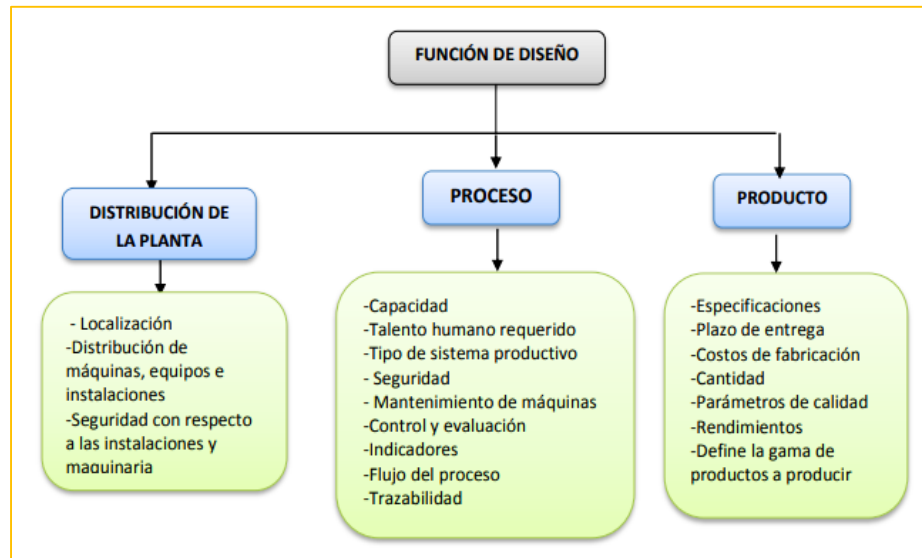 FUNCIÓN DE DISEÑO
DISTRIBUCIÓN DE
LA PLANTA
- Localización
-Distribución de
máquinas, equipos e
instalaciones
-Seguridad con respecto
a las instalaciones y
maquinaria
PROCESO
-Capacidad
-Talento humano requerido
-Tipo de sistema productivo
- Seguridad
- Mantenimiento de máquinas
-Control y evaluación
-Indicadores
-Flujo del proceso
-Trazabilidad
PRODUCTO
-Especificaciones
-Plazo de entrega
-Costos de fabricación
-Cantidad
-Parámetros de calidad
-Rendimientos
-Define la gama de
productos a producir